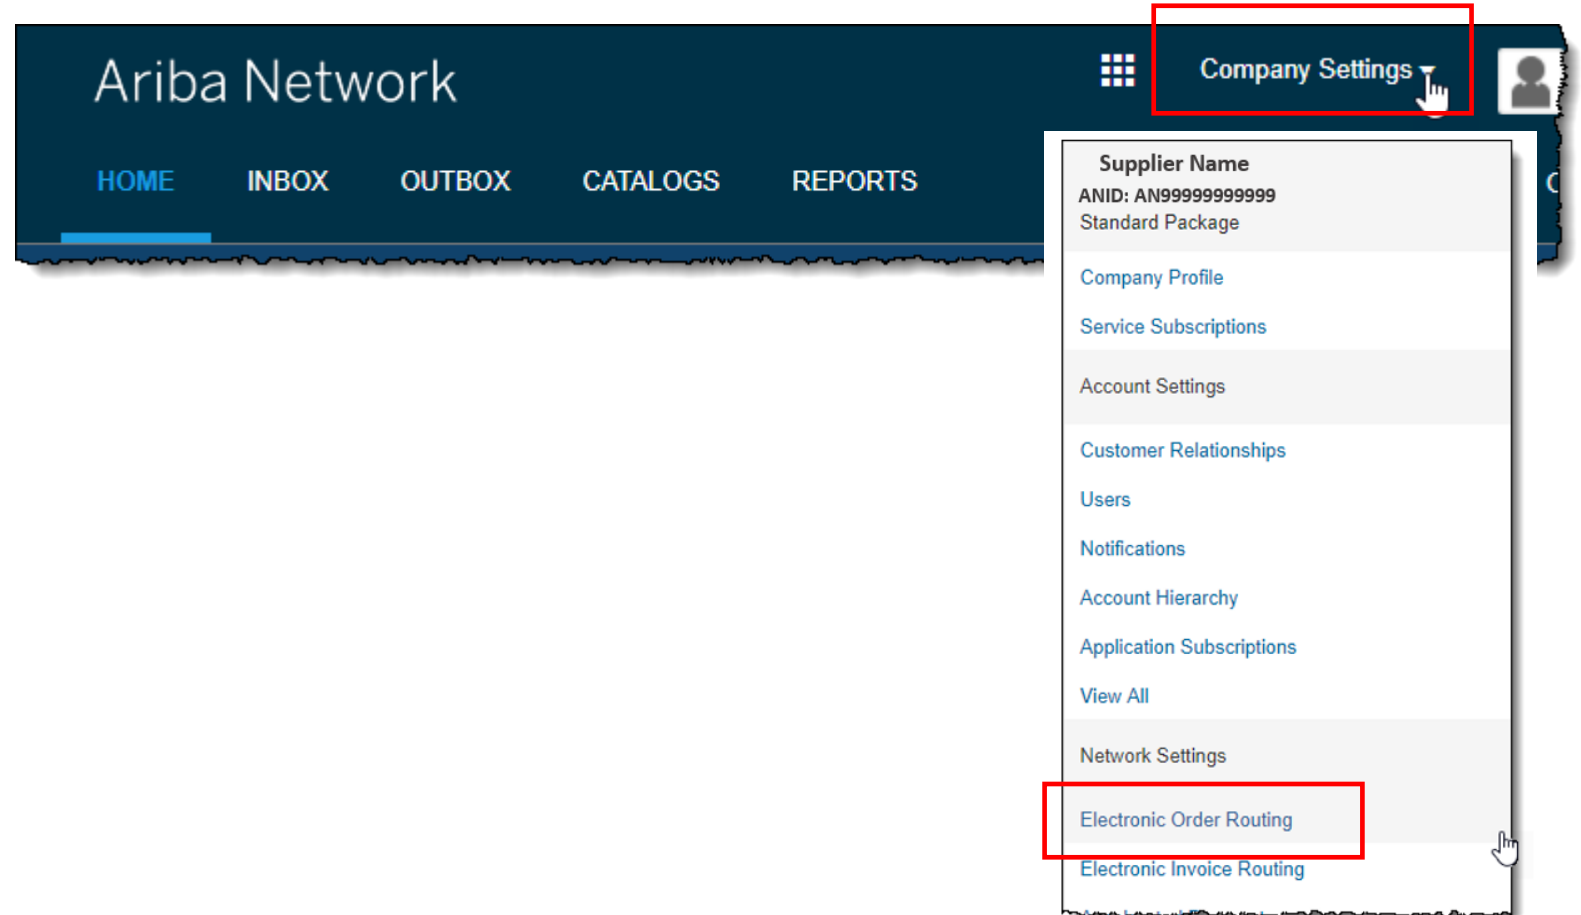 Ariba Network
Company Settings
HOME INBOX OUTBOX CATALOGS REPORTS
Supplier Name
ANID: AN99999999999
Standard Package
Company Profile
Service Subscriptions
Account Settings
Customer Relationships
Users
Notifications
Account Hierarchy
Application Subscriptions
View All
Network Settings
Electronic Order Routing
Electronic Invoice Routing